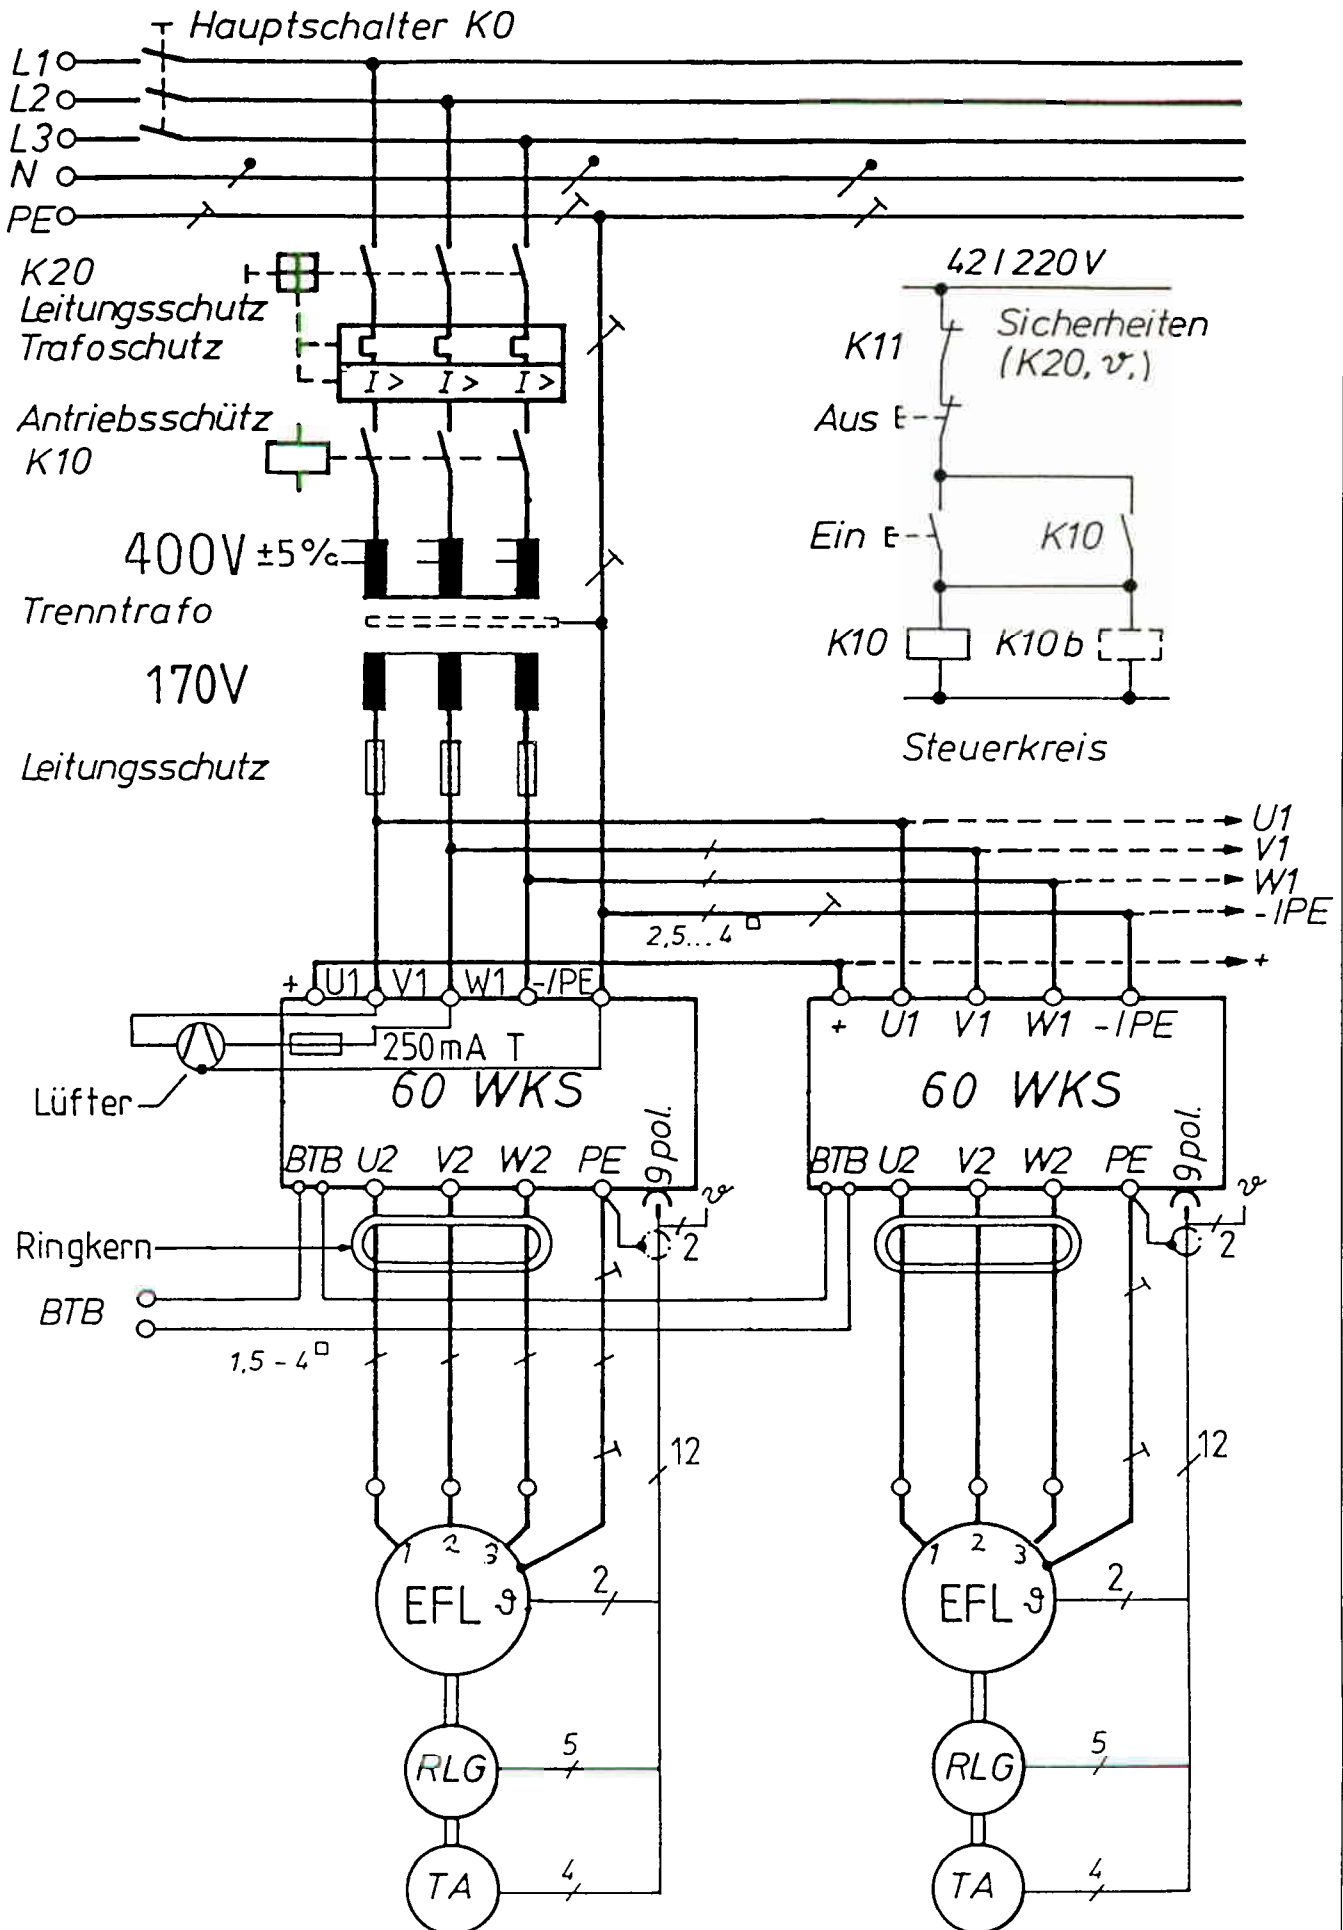 Hauptschalter K0
L1
L2
L3
N
PE
K20
Leitungsschutz
Trafoschutz
I > I > I >
Antriebsschütz
K10
400V ±5%
Trenntrafo
170V
Leitungsschutz
42/220V
K11
Sicherheiten
(K20, ϑ,)
Aus
Ein
K10
K10
K10b
Steuerkreis
U1
V1
W1
-/PE
+
2,5...4 □
+ U1 V1 W1 -/PE
250mA T
60 WKS
Lüfter
BTB U2 V2 W2 PE 9pol.
ϑ
2
+ U1 V1 W1 -/PE
60 WKS
BTB U2 V2 W2 PE 9pol.
ϑ
2
Ringkern
BTB
1,5 - 4 □
12
12
1 2 3
EFL ϑ
2
RLG
5
TA
4
1 2 3
EFL ϑ
2
RLG
5
TA
4